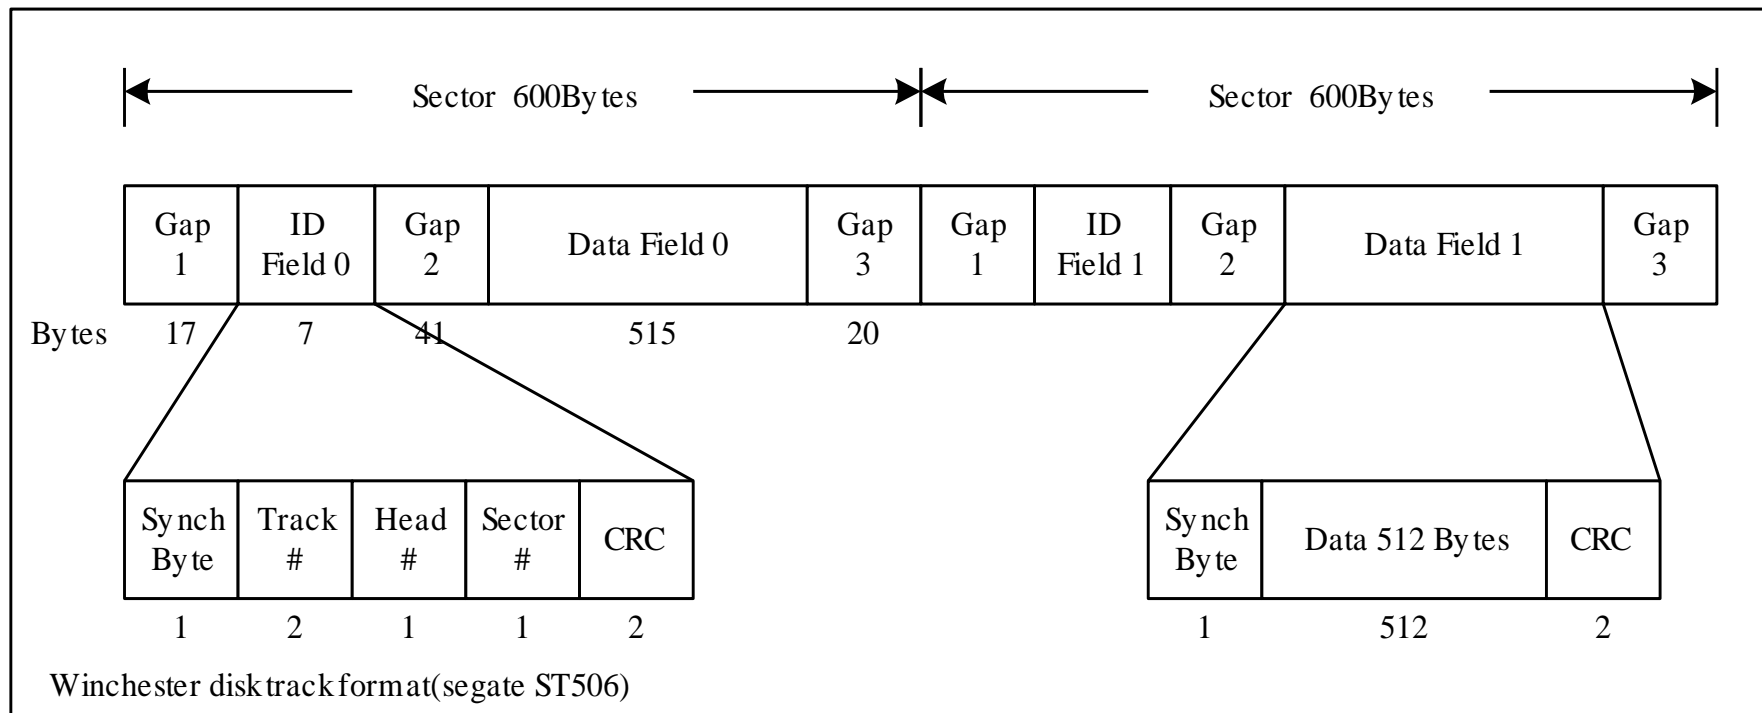 Sector 600Bytes Sector 600Bytes
Gap ID Gap Data Field 0 Gap Gap ID Gap Data Field 1 Gap
1 Field 0 2 3 1 Field 1 2 3
Bytes 17 7 41 515 20
Synch Track Head Sector CRC Synch Data 512 Bytes CRC
Byte # # # Byte
1 2 1 1 2 1 512 2
Winchester disk track format(segate ST506)